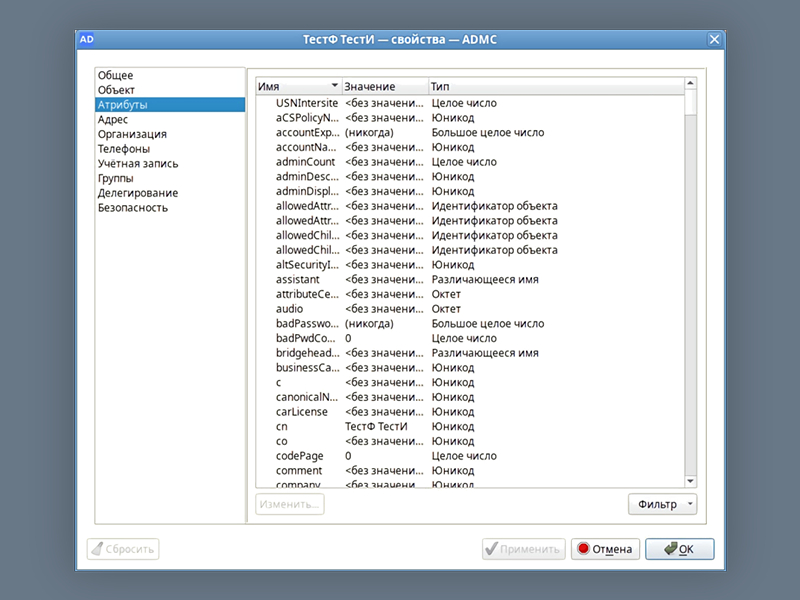 AD
ТестФ ТестИ — свойства — ADMC
Общее
Объект
Атрибуты
Адрес
Организация
Телефоны
Учётная запись
Группы
Делегирование
Безопасность
Имя Значение Тип
USNIntersite <без значени... Целое число
aCSPolicyN... <без значени... Юникод
accountExp... (никогда) Большое целое число
accountNa... <без значени... Юникод
adminCount <без значени... Целое число
adminDesc... <без значени... Юникод
adminDispl... <без значени... Юникод
allowedAttr... <без значени... Идентификатор объекта
allowedAttr... <без значени... Идентификатор объекта
allowedChil... <без значени... Идентификатор объекта
allowedChil... <без значени... Идентификатор объекта
altSecurityI... <без значени... Юникод
assistant <без значени... Различающееся имя
attributeCe... <без значени... Октет
audio <без значени... Октет
badPasswo... (никогда) Большое целое число
badPwdCo... 0 Целое число
bridgehead... <без значени... Различающееся имя
businessCa... <без значени... Юникод
c <без значени... Юникод
canonicalN... <без значени... Юникод
carLicense <без значени... Юникод
cn ТестФ ТестИ Юникод
co <без значени... Юникод
codePage 0 Целое число
comment <без значени... Юникод
company <без значени... Юникод
Изменить... Фильтр
Сбросить Применить Отмена OK